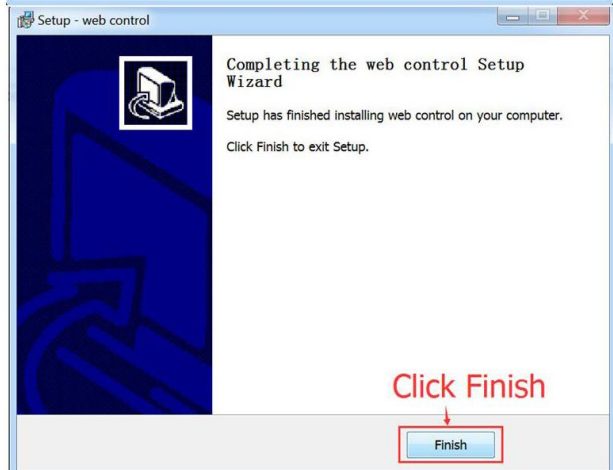 Setup - web control
Completing the web control Setup
Wizard
Setup has finished installing web control on your computer.
Click Finish to exit Setup.
Click Finish
Finish